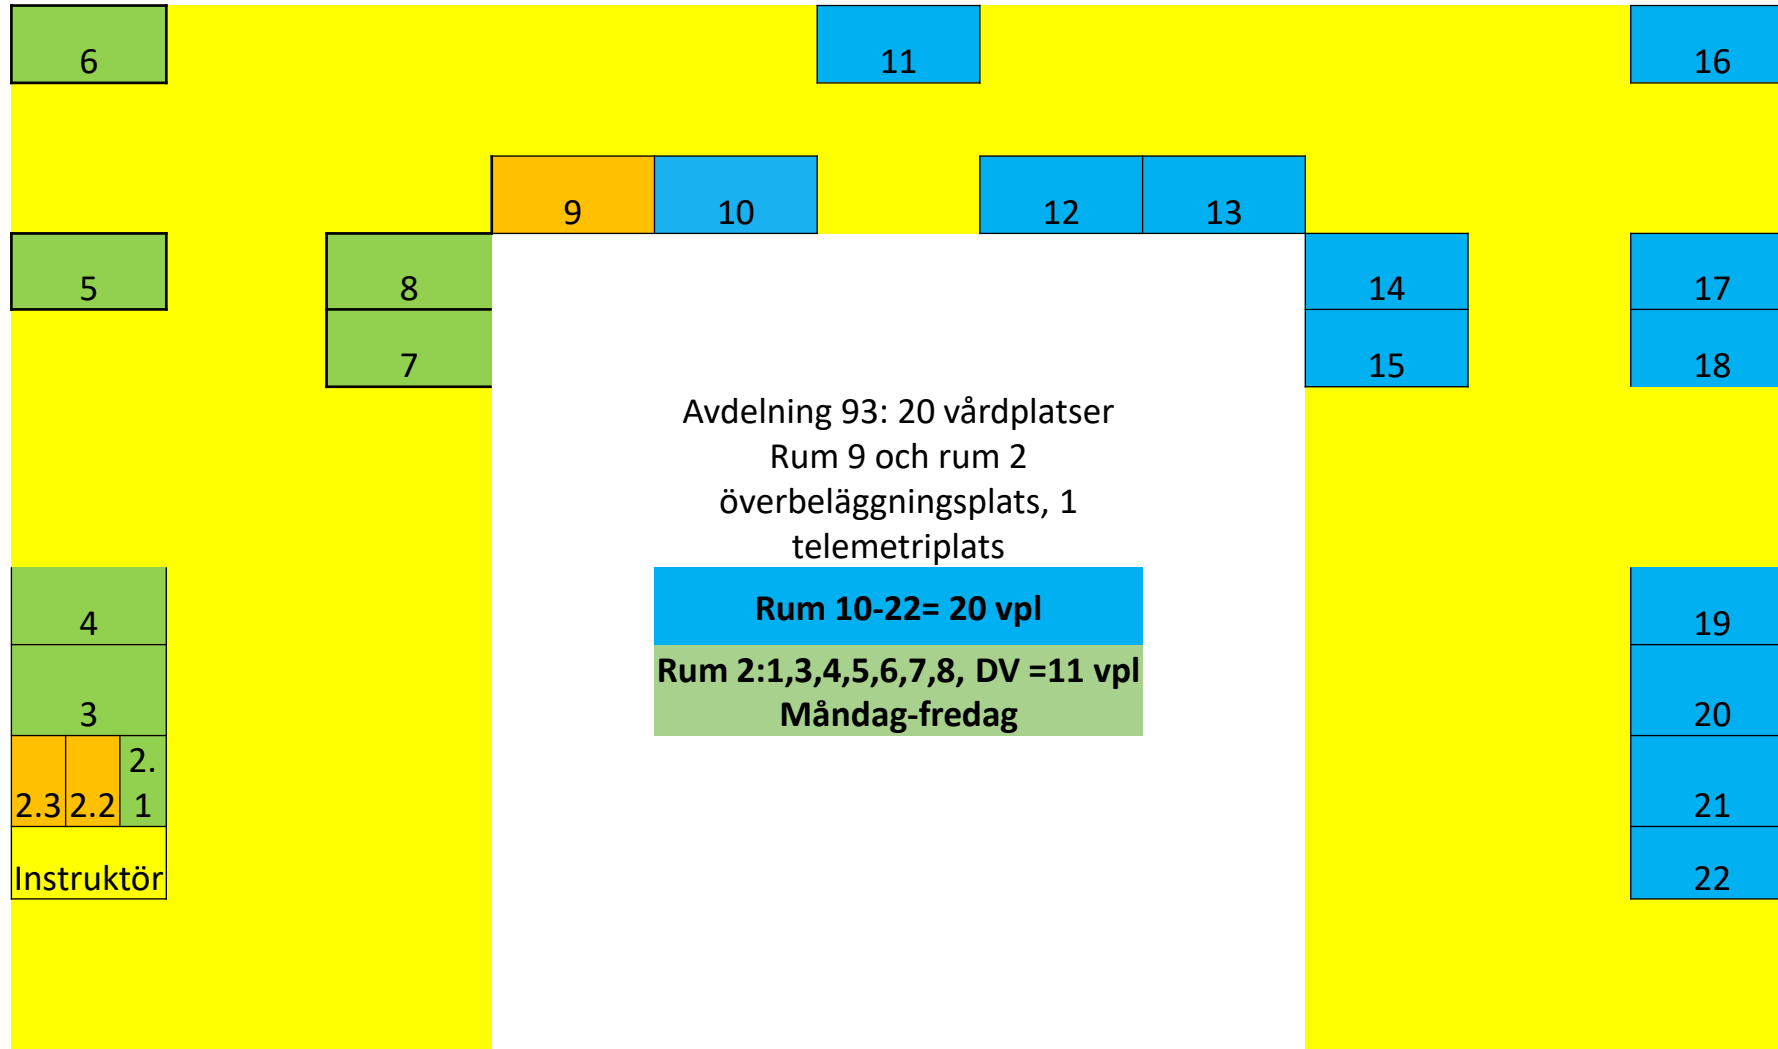 6 11 16
9 10 12 13
5 8 14 17
7 15 18
Avdelning 93: 20 vårdplatser
Rum 9 och rum 2
överbeläggningsplats, 1
telemetriplats
4 Rum 10-22= 20 vpl 19
Rum 2:1,3,4,5,6,7,8, DV =11 vpl
3 Måndag-fredag 20
2.3 2.2 2.
1 21
Instruktör 22